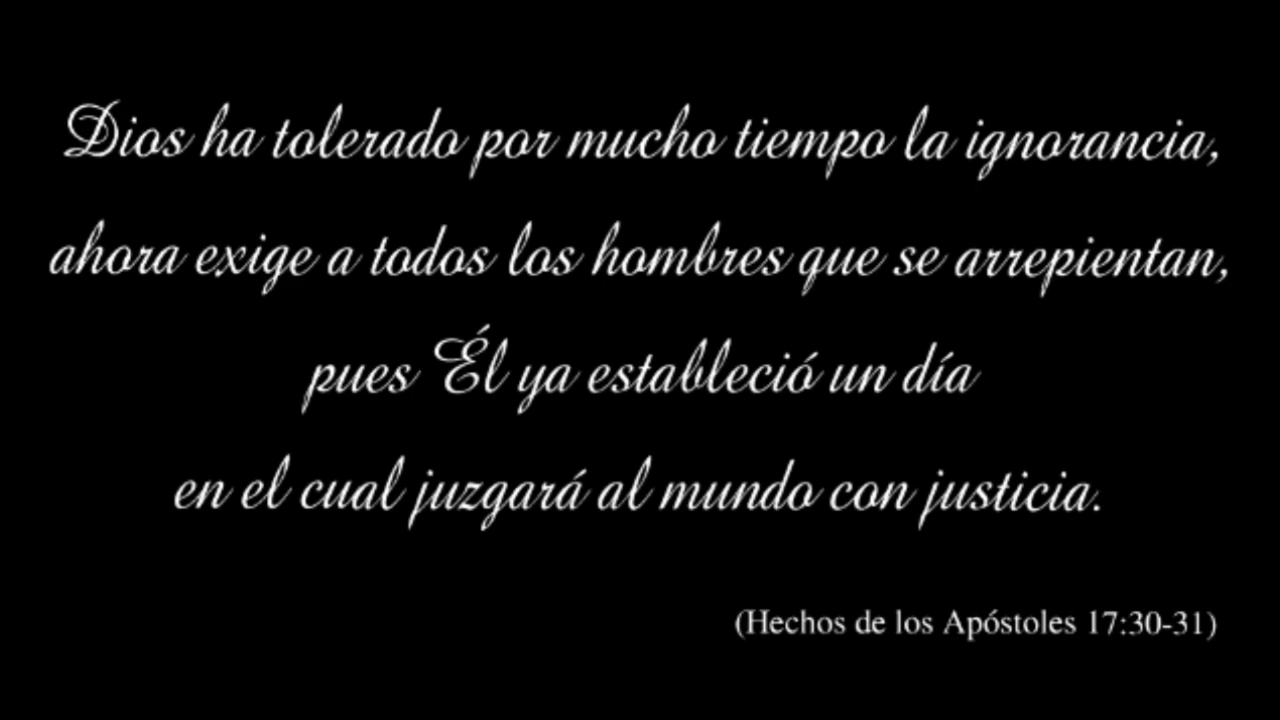 Dios ha tolerado por mucho tiempo la ignorancia,
ahora exige a todos los hombres que se arrepientan,
pues Él ya estableció un día
en el cual juzgará al mundo con justicia.
(Hechos de los Apóstoles 17:30-31)